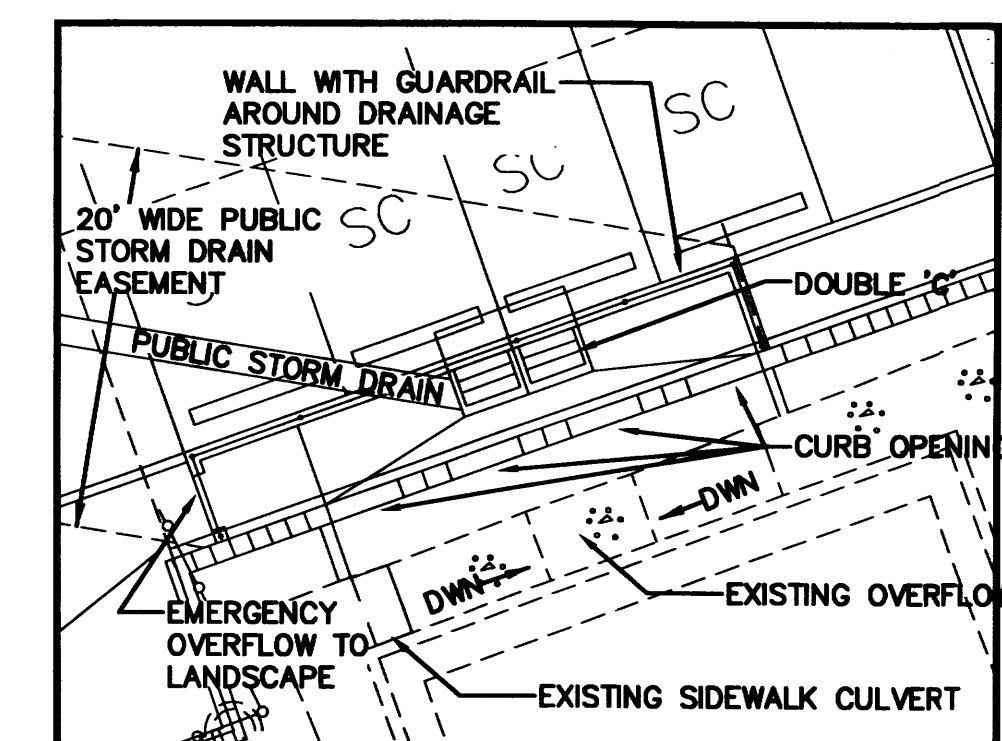 WALL WITH GUARDRAIL
AROUND DRAINAGE
STRUCTURE
SC
SC
SC
20' WIDE PUBLIC
STORM DRAIN
EASEMENT
DOUBLE 'C'
PUBLIC STORM DRAIN
CURB OPENING
DWN
DWN
EXISTING OVERFLO
EMERGENCY
OVERFLOW TO
LANDSCAPE
EXISTING SIDEWALK CULVERT